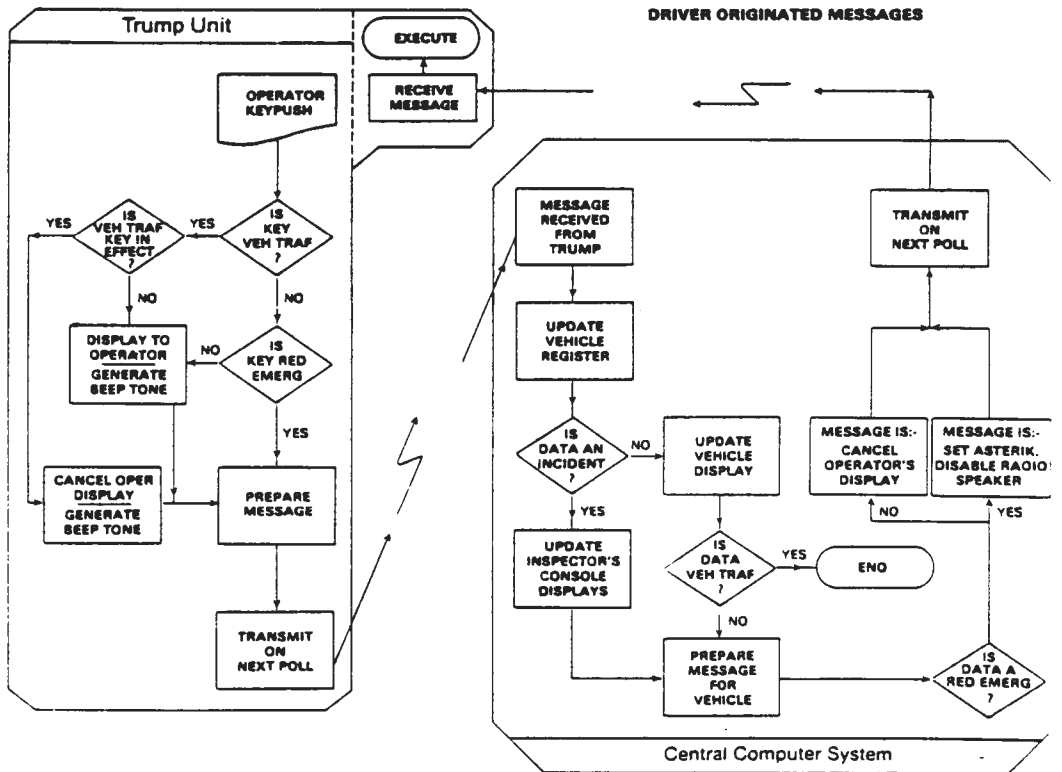 DRIVER ORIGINATED MESSAGES
Trump Unit
EXECUTE
RECEIVE
MESSAGE
OPERATOR
KEYPUSH
IS
KEY
VEH TRAF
?
YES
IS
VEH TRAF
KEY IN
EFFECT
?
YES
NO
NO
IS
KEY RED
EMERG
NO
DISPLAY TO
OPERATOR
GENERATE
BEEP TONE
YES
CANCEL OPER
DISPLAY
GENERATE
BEEP TONE
PREPARE
MESSAGE
TRANSMIT
ON
NEXT POLL
MESSAGE
RECEIVED
FROM
TRUMP
UPDATE
VEHICLE
REGISTER
IS
DATA AN
INCIDENT?
NO
UPDATE
VEHICLE
DISPLAY
YES
UPDATE
INSPECTOR'S
CONSOLE
DISPLAYS
IS
DATA
VEH TRAF
?
YES
ENO
NO
PREPARE
MESSAGE
FOR
VEHICLE
IS
DATA A
RED EMERG
?
NO
YES
MESSAGE IS:-
CANCEL
OPERATOR'S
DISPLAY
MESSAGE IS:-
SET ASTERIK.
DISABLE RADIO
SPEAKER
TRANSMIT
ON
NEXT POLL
Central Computer System